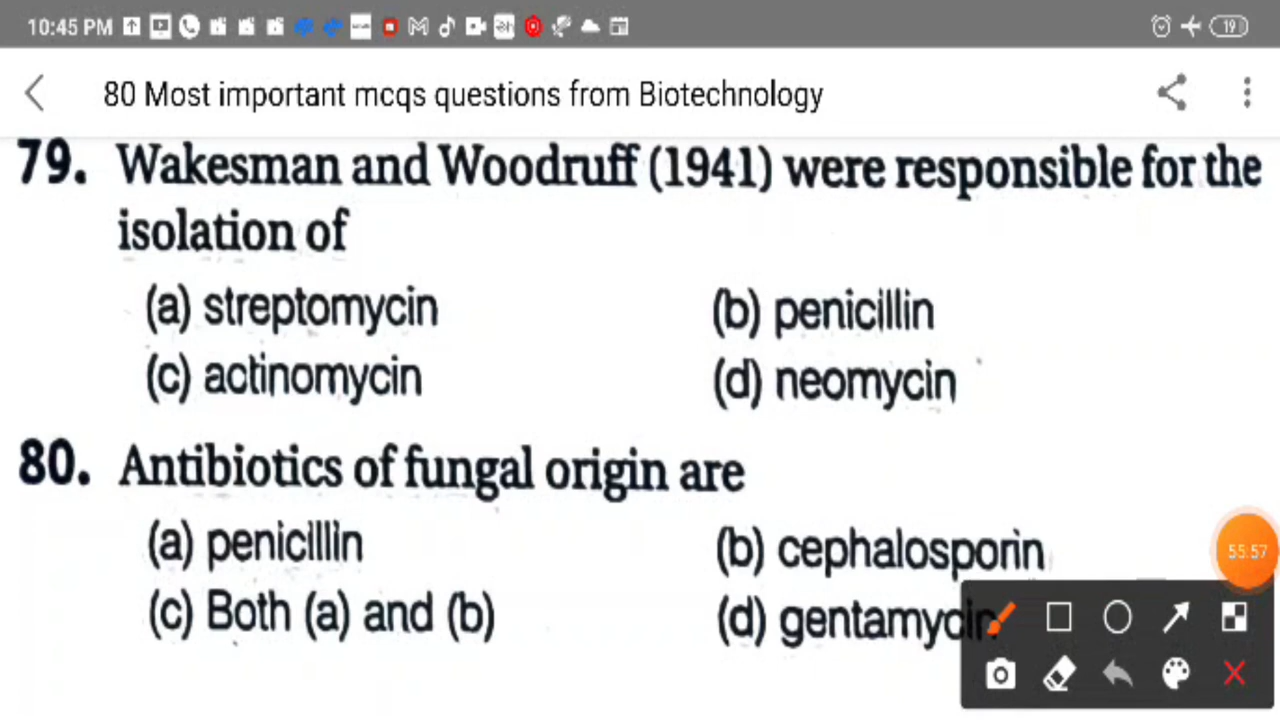 10:45 PM
19
80 Most important mcqs questions from Biotechnology
79. Wakesman and Woodruff (1941) were responsible for the
isolation of
(a) streptomycin (b) penicillin
(c) actinomycin (d) neomycin
80. Antibiotics of fungal origin are
(a) penicillin (b) cephalosporin
(c) Both (a) and (b) (d) gentamycin
55:57